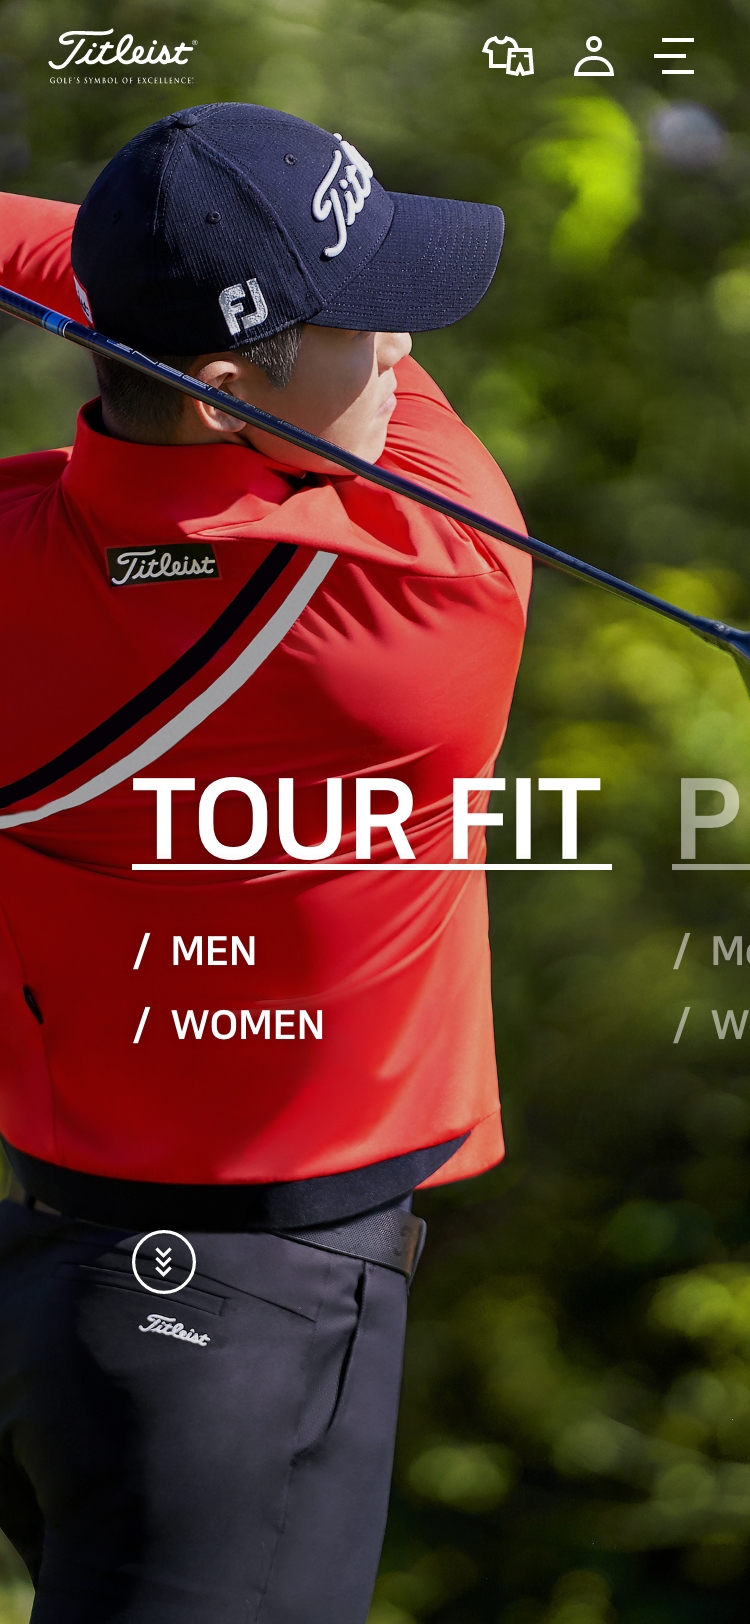 Titleist
GOLF'S SYMBOL OF EXCELLENCE
FJ
Titleist
TOUR FIT
/ MEN
/ WOMEN
Titleist